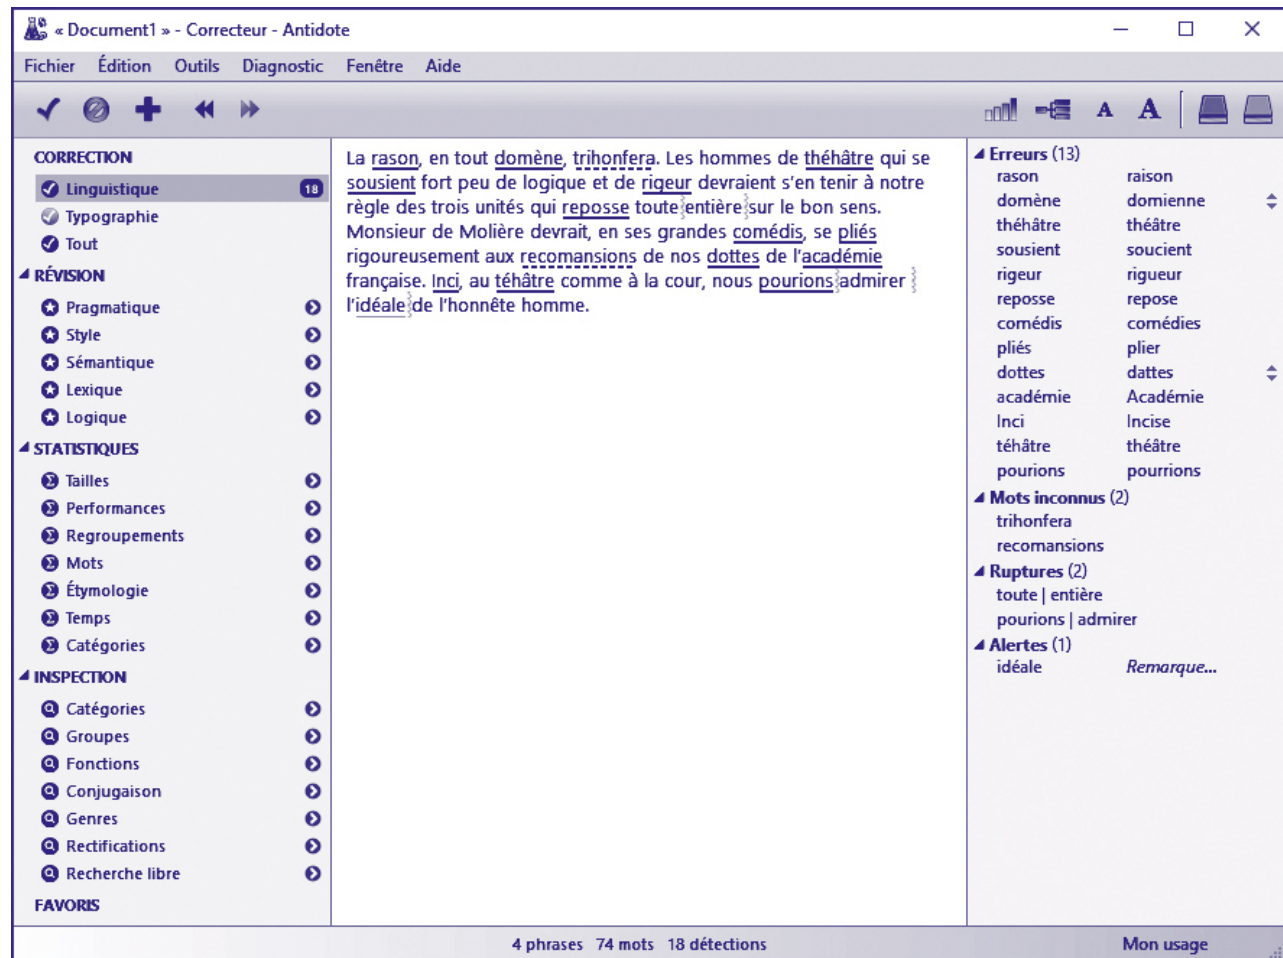 « Document1 » - Correcteur - Antidote
Fichier Édition Outils Diagnostic Fenêtre Aide
A A
CORRECTION
Linguistique 18
Typographie
Tout
RÉVISION
Pragmatique
Style
Sémantique
Lexique
Logique
STATISTIQUES
Tailles
Performances
Regroupements
Mots
Étymologie
Temps
Catégories
INSPECTION
Catégories
Groupes
Fonctions
Conjugaison
Genres
Rectifications
Recherche libre
FAVORIS
La rason, en tout domène, trihonfera. Les hommes de théhâtre qui se
sousient fort peu de logique et de rigeur devraient s'en tenir à notre
règle des trois unités qui reposse toute entière sur le bon sens.
Monsieur de Molière devrait, en ses grandes comédis, se pliés
rigoureusement aux recomansions de nos dottes de l'académie
française. Inci, au téhâtre comme à la cour, nous pourions admirer
l'idéale de l'honnête homme.
Erreurs (13)
rason raison
domène domienne
théhâtre théâtre
sousient soucient
rigeur rigueur
reposse repose
comédis comédies
pliés plier
dottes dattes
académie Académie
Inci Incise
téhâtre théâtre
pourions pourrions
Mots inconnus (2)
trihonfera
recomansions
Ruptures (2)
toute | entière
pourions | admirer
Alertes (1)
idéale Remarque...
4 phrases 74 mots 18 détections
Mon usage